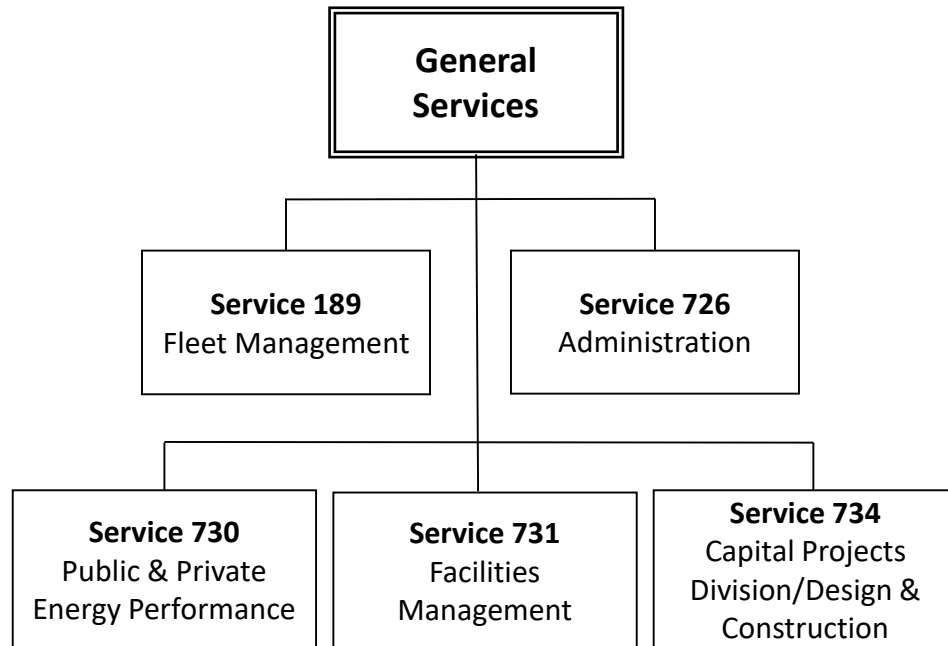 General
Services
Service 189
Fleet Management
Service 726
Administration
Service 730
Public & Private
Energy Performance
Service 731
Facilities
Management
Service 734
Capital Projects
Division/Design &
Construction